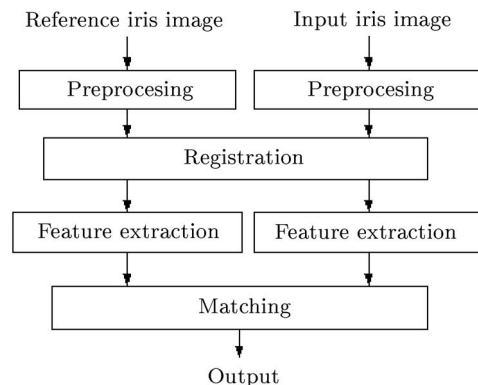 Reference iris image
Input iris image
Preprocesing
Preprocesing
Registration
Feature extraction
Feature extraction
Matching
Output